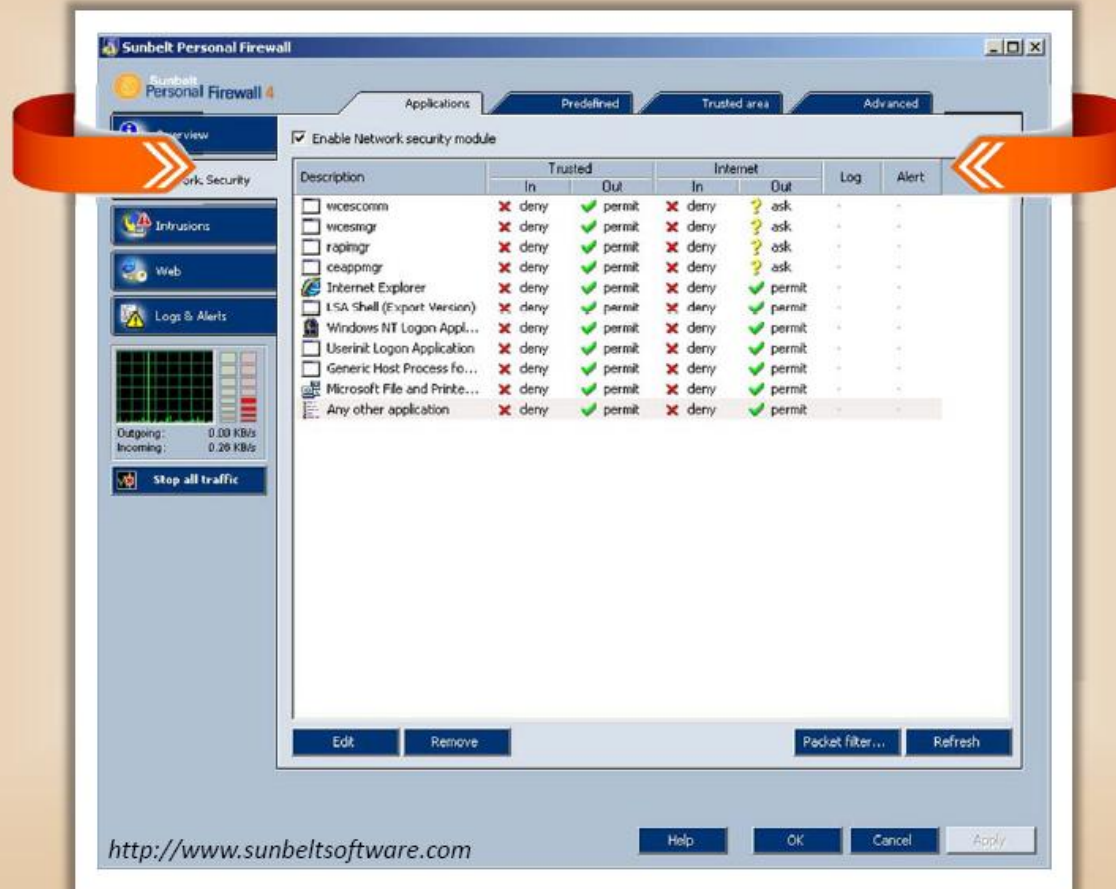 Sunbelt Personal Firewall
Sunbelt
Personal Firewall 4
Applications Predefined Trusted area Advanced
Enable Network security module
Security
Intrusions
Web
Logs & Alerts
Outgoing: 0.00 KB/s
Incoming: 0.26 KB/s
Stop all traffic
Description Trusted Internet Log Alert
In Out In Out
wcescomm deny permit deny ? ask - -
wcesmgr deny permit deny ? ask - -
rapimgr deny permit deny ? ask - -
ceappmgr deny permit deny ? ask - -
Internet Explorer deny permit deny permit - -
LSA Shell (Export Version) deny permit deny permit - -
Windows NT Logon Appl... deny permit deny permit - -
Userinit Logon Application deny permit deny permit - -
Generic Host Process fo... deny permit deny permit - -
Microsoft File and Printe... deny permit deny permit - -
Any other application deny permit deny permit - -
Edit Remove Packet filter... Refresh
Help OK Cancel Apply
http://www.sunbeltsoftware.com